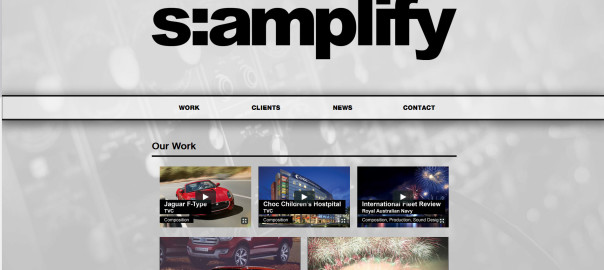 s:amplify
WORK CLIENTS NEWS CONTACT
Our Work
Jaguar F-Type
TVC
Composition
Choc Children's Hostpital
TVC
Composition
International Fleet Review
Royal Australian Navy
Composition, Production, Sound Design